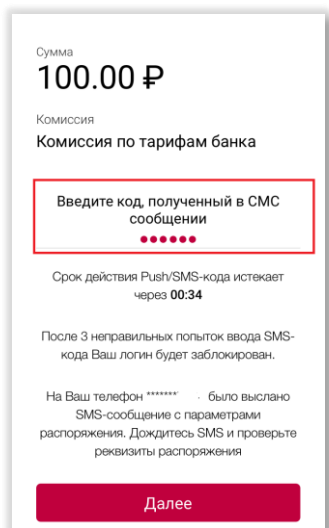 Сумма
100.00 ₽
Комиссия
Комиссия по тарифам банка
Введите код, полученный в СМС
сообщении
Срок действия Push/SMS-кода истекает
через 00:34
После 3 неправильных попыток ввода SMS-
кода Ваш логин будет заблокирован.
На Ваш телефон ******* было выслано
SMS-сообщение с параметрами
распоряжения. Дождитесь SMS и проверьте
реквизиты распоряжения
Далее